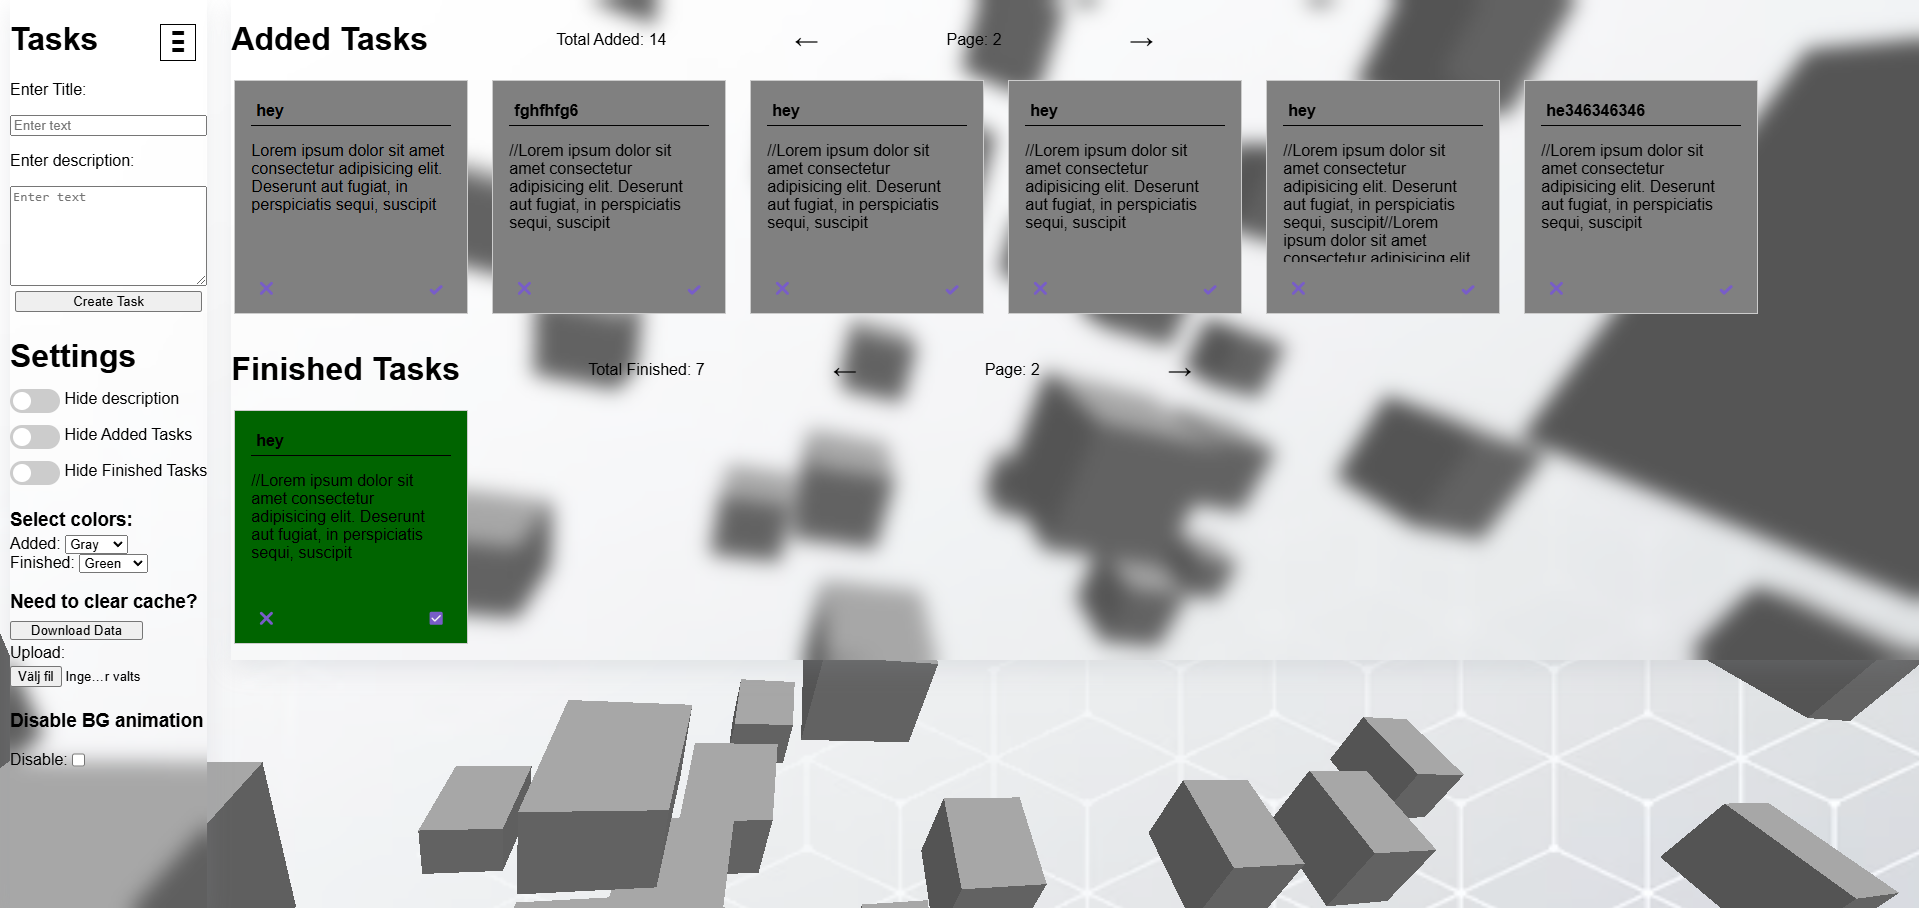 Tasks
Enter Title:
Enter text
Enter description:
Enter text
Create Task
Settings
Hide description
Hide Added Tasks
Hide Finished Tasks
Select colors:
Added: Gray
Finished: Green
Need to clear cache?
Download Data
Upload:
Välj fil Inge...r valts
Disable BG animation
Disable:
Added Tasks Total Added: 14 ← Page: 2 →
hey
Lorem ipsum dolor sit amet
consectetur adipisicing elit.
Deserunt aut fugiat, in
perspiciatis sequi, suscipit
fghfhfg6
//Lorem ipsum dolor sit
amet consectetur
adipisicing elit. Deserunt
aut fugiat, in perspiciatis
sequi, suscipit
hey
//Lorem ipsum dolor sit
amet consectetur
adipisicing elit. Deserunt
aut fugiat, in perspiciatis
sequi, suscipit
hey
//Lorem ipsum dolor sit
amet consectetur
adipisicing elit. Deserunt
aut fugiat, in perspiciatis
sequi, suscipit
hey
//Lorem ipsum dolor sit
amet consectetur
adipisicing elit. Deserunt
aut fugiat, in perspiciatis
sequi, suscipit//Lorem
ipsum dolor sit amet
consectetur adipisicing elit
he346346346
//Lorem ipsum dolor sit
amet consectetur
adipisicing elit. Deserunt
aut fugiat, in perspiciatis
sequi, suscipit
Finished Tasks Total Finished: 7 ← Page: 2 →
hey
//Lorem ipsum dolor sit
amet consectetur
adipisicing elit. Deserunt
aut fugiat, in perspiciatis
sequi, suscipit